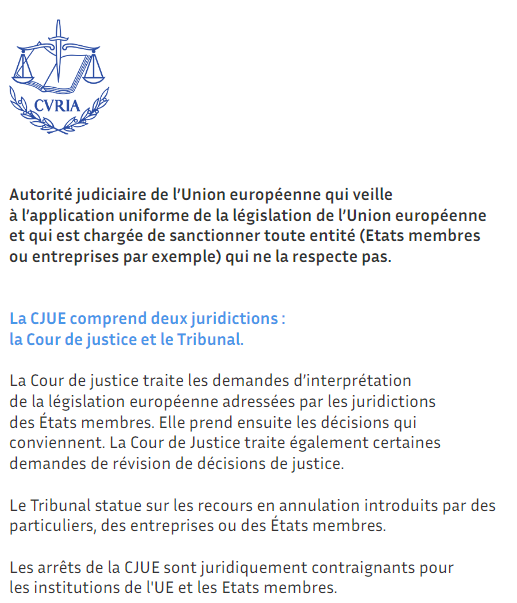 CVRIA
Autorité judiciaire de l’Union européenne qui veille
à l’application uniforme de la législation de l’Union européenne
et qui est chargée de sanctionner toute entité (Etats membres
ou entreprises par exemple) qui ne la respecte pas.
La CJUE comprend deux juridictions :
la Cour de justice et le Tribunal.
La Cour de justice traite les demandes d’interprétation
de la législation européenne adressées par les juridictions
des États membres. Elle prend ensuite les décisions qui
conviennent. La Cour de Justice traite également certaines
demandes de révision de décisions de justice.
Le Tribunal statue sur les recours en annulation introduits par des
particuliers, des entreprises ou des États membres.
Les arrêts de la CJUE sont juridiquement contraignants pour
les institutions de l'UE et les Etats membres.